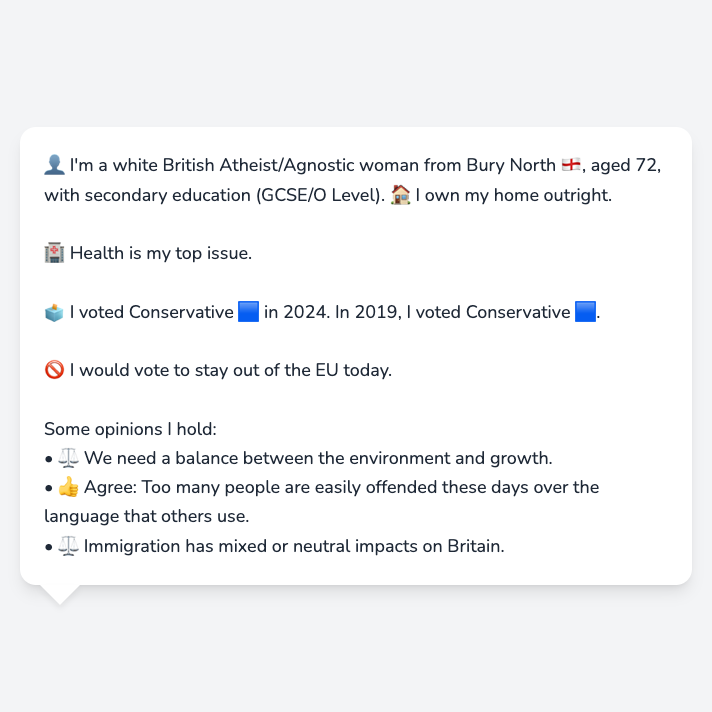 👤 I'm a white British Atheist/Agnostic woman from Bury North 🏴󠁧󠁢󠁥󠁮󠁧󠁿, aged 72,
with secondary education (GCSE/O Level). 🏠 I own my home outright.
🏥 Health is my top issue.
🗳️ I voted Conservative 🟦 in 2024. In 2019, I voted Conservative 🟦.
🚫 I would vote to stay out of the EU today.
Some opinions I hold:
• ⚖️ We need a balance between the environment and growth.
• 👍 Agree: Too many people are easily offended these days over the
language that others use.
• ⚖️ Immigration has mixed or neutral impacts on Britain.